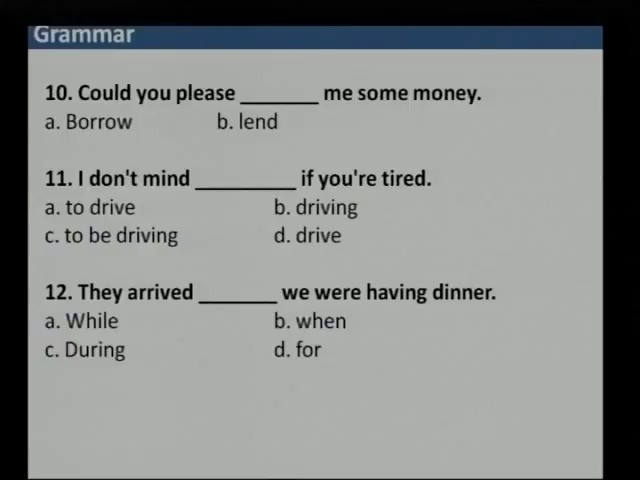 Grammar
10. Could you please _______ me some money.
a. Borrow b. lend
11. I don't mind _________ if you're tired.
a. to drive b. driving
c. to be driving d. drive
12. They arrived _______ we were having dinner.
a. While b. when
c. During d. for